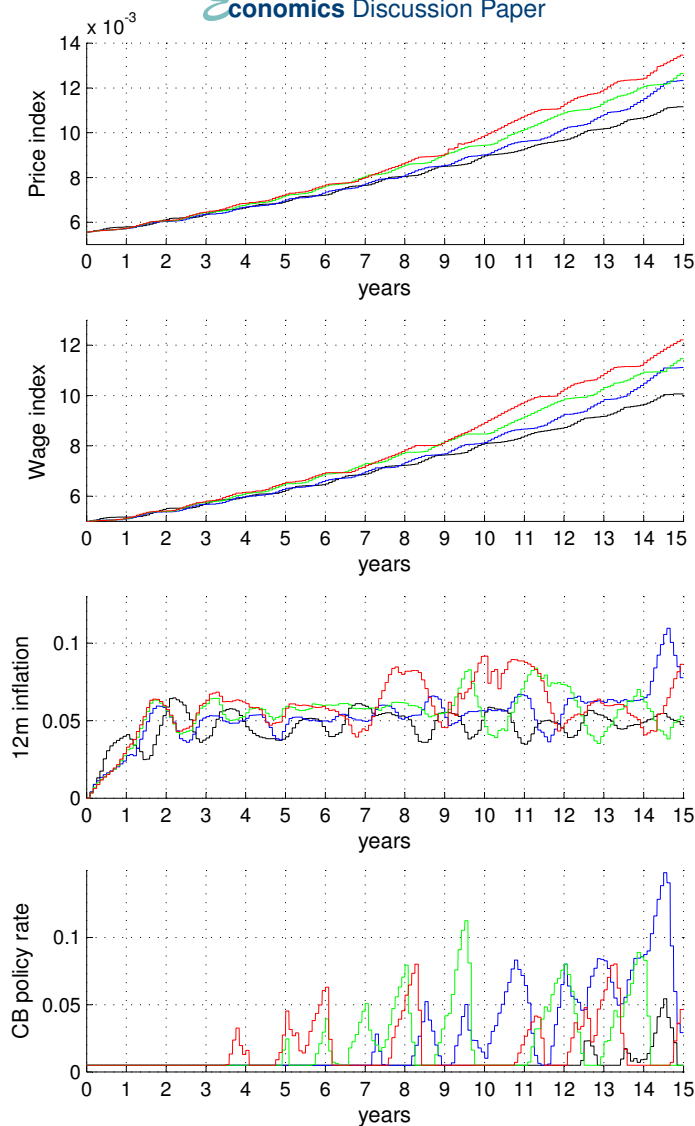 Economics Discussion Paper
x 10-3
14
12
10
8
6
Price index
0 1 2 3 4 5 6 7 8 9 10 11 12 13 14 15
years
12
10
8
6
Wage index
0 1 2 3 4 5 6 7 8 9 10 11 12 13 14 15
years
0.1
0.05
0
12m inflation
0 1 2 3 4 5 6 7 8 9 10 11 12 13 14 15
years
0.1
0.05
0
CB policy rate
0 1 2 3 4 5 6 7 8 9 10 11 12 13 14 15
years